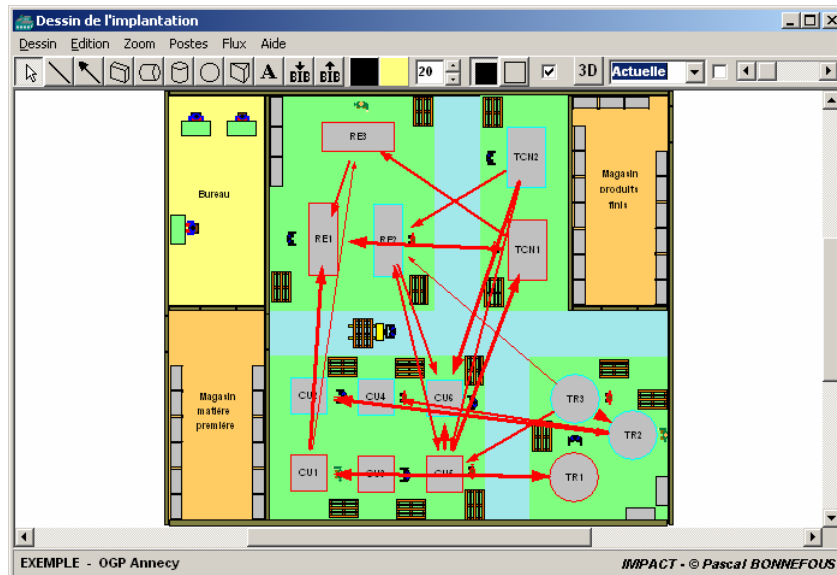 Dessin de l'implantation
Dessin Edition Zoom Postes Flux Aide
A BIB BIB 20 3D Actuelle
RE3
TCN2
Magasin
produits
finis
Bureau
RE1
RE2
TCN1
Magasin
matière
première
CU2
CU4
CU6
TR3
TR2
CU1
CU3
CU5
TR1
EXEMPLE - OGP Annecy
IMPACT - © Pascal BONNEFOUS